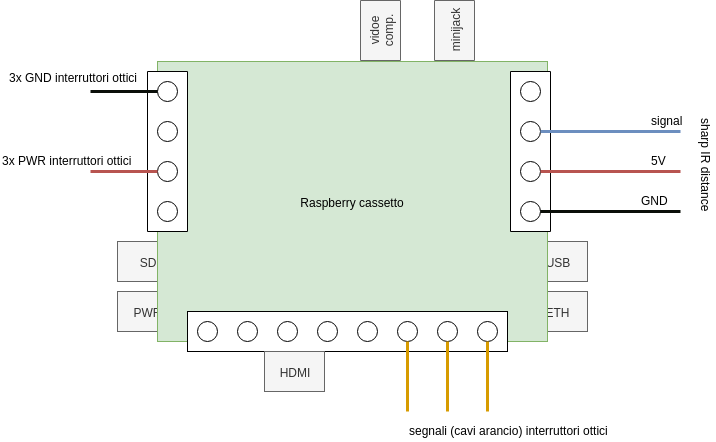 vidoe
comp.
minijack
3x GND interruttori ottici
signal
3x PWR interruttori ottici
5V
sharp IR distance
Raspberry cassetto
GND
SD
USB
PWR
ETH
HDMI
segnali (cavi arancio) interruttori ottici